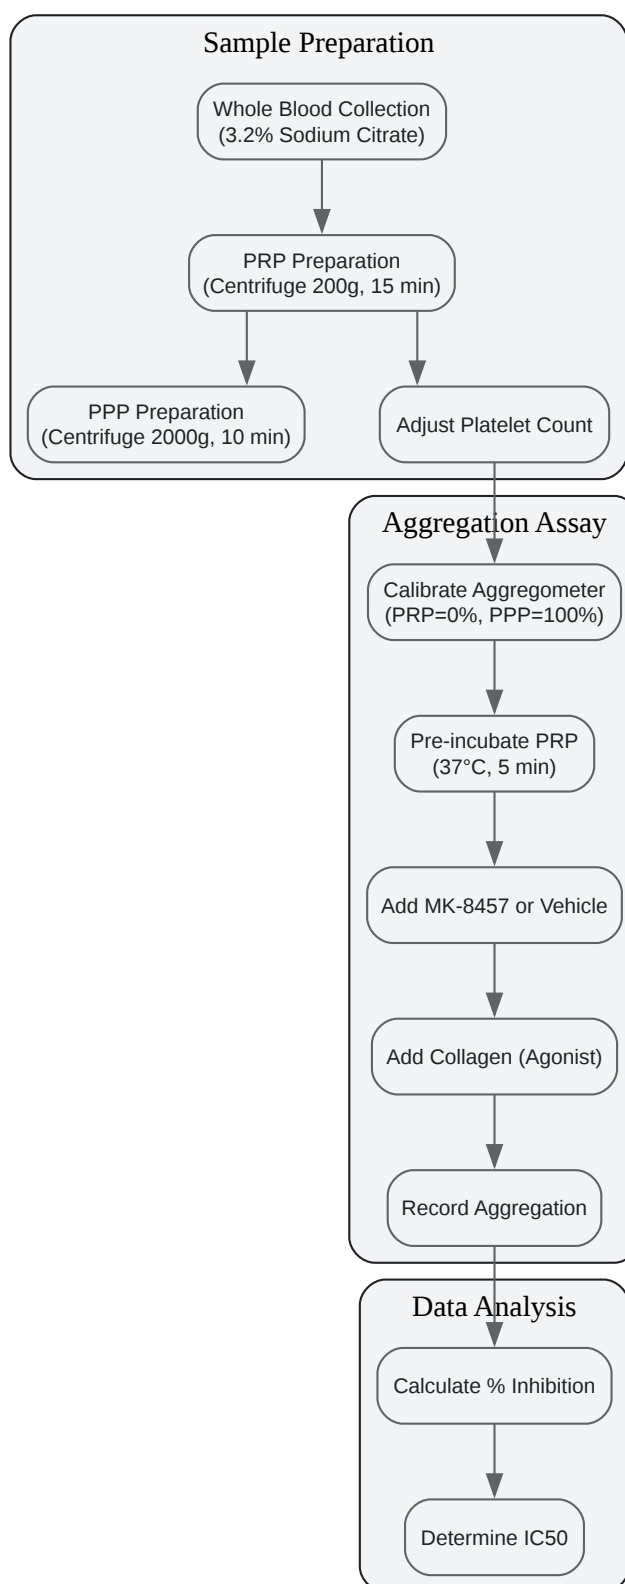 Sample Preparation
Whole Blood Collection
(3.2% Sodium Citrate)
PRP Preparation
(Centrifuge 200g, 15 min)
PPP Preparation
(Centrifuge 2000g, 10 min)
Adjust Platelet Count
Aggregation Assay
Calibrate Aggregometer
(PRP=0%, PPP=100%)
Pre-incubate PRP
(37°C, 5 min)
Add MK-8457 or Vehicle
Add Collagen (Agonist)
Record Aggregation
Data Analysis
Calculate % Inhibition
Determine IC50